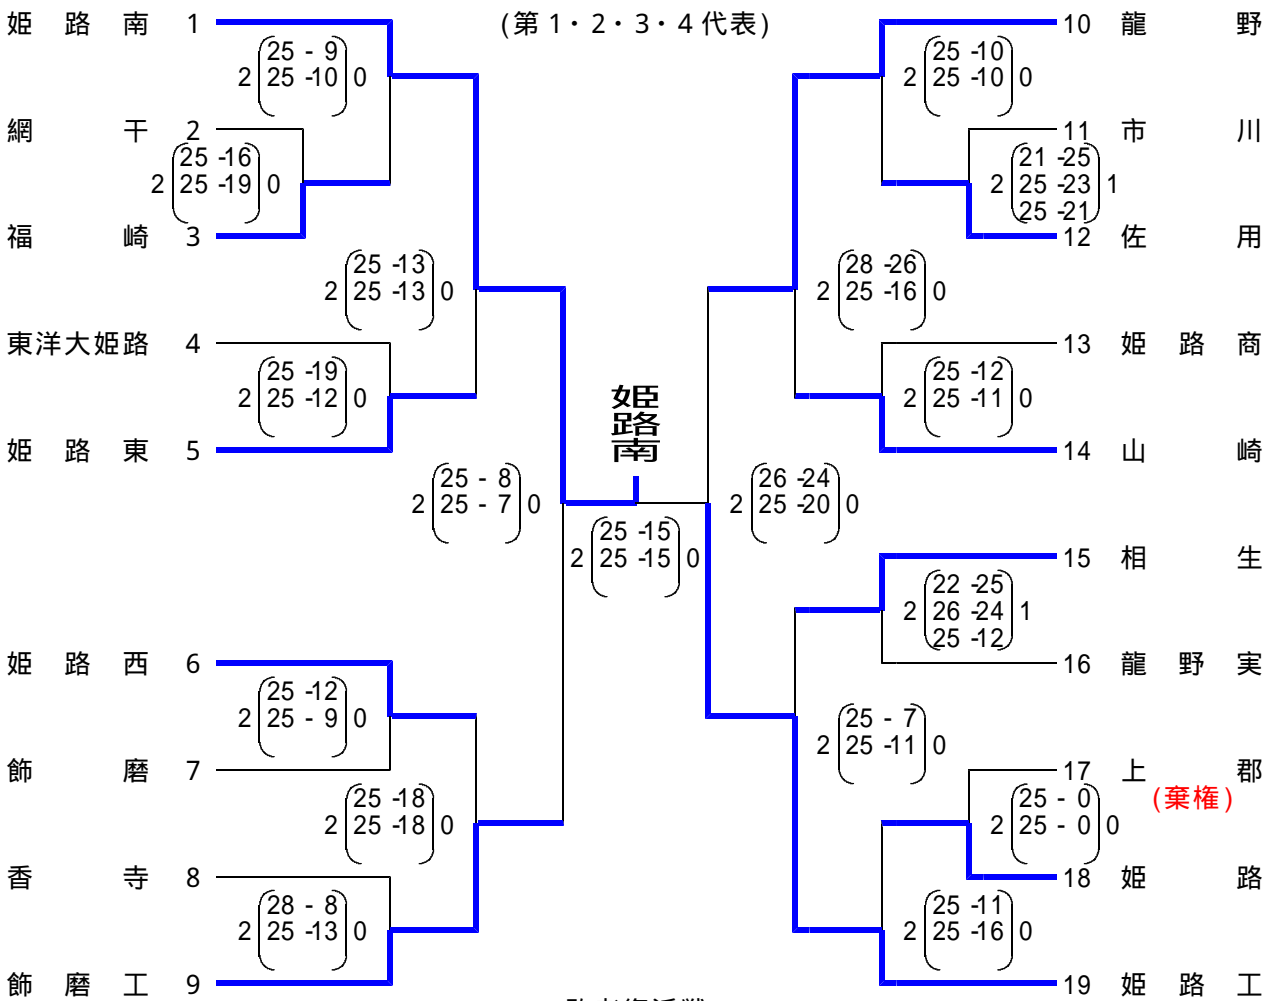 (第1・2・3・4代表)
姫路南 1
2 25 - 9 0
25 -10
網干 2
2 25 -16 0
25 -19
福崎 3
2 25 -13 0
25 -13
東洋大姫路 4
2 25 -19 0
25 -12
姫路東 5
2 25 - 8 0
25 - 7
姫路西 6
2 25 -12 0
25 - 9
飾磨 7
2 25 -18 0
25 -18
香寺 8
2 28 - 8 0
25 -13
飾磨工 9
姫路南
2 25 -15 0
25 -15
10 龍野
2 25 -10 0
25 -10
11 市川
2 21 -25 1
25 -23
25 -21
12 佐用
2 28 -26 0
25 -16
13 姫路商
2 25 -12 0
25 -11
14 山崎
2 26 -24 0
25 -20
15 相生
2 22 -25 1
26 -24
25 -12
16 龍野実
2 25 - 7 0
25 -11
17 上郡
(棄権)
2 25 - 0 0
25 - 0
18 姫路
2 25 -11 0
25 -16
19 姫路工